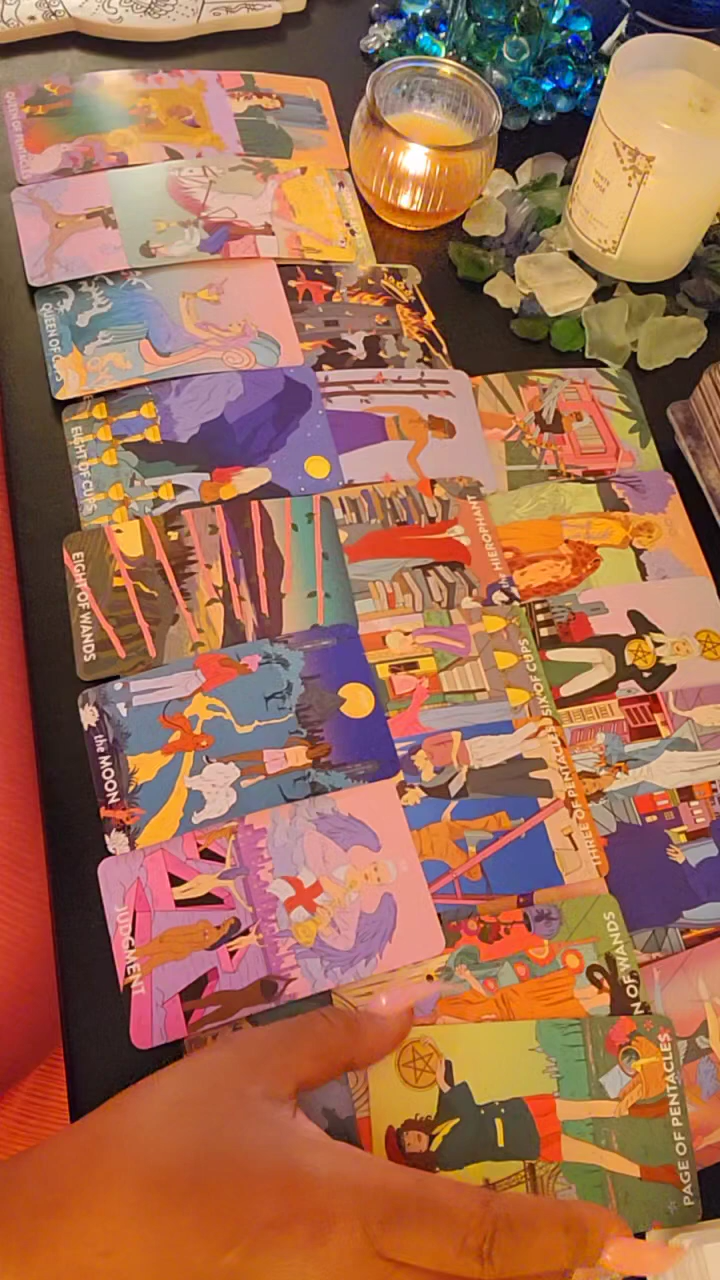 QUEEN OF PENTACLES
QUEEN OF CUPS
EIGHT OF CUPS
EIGHT OF WANDS
the HIEROPHANT
SIX OF CUPS
the MOON
THREE OF PENTACLES
JUDGMENT
N OF WANDS
PAGE OF PENTACLES